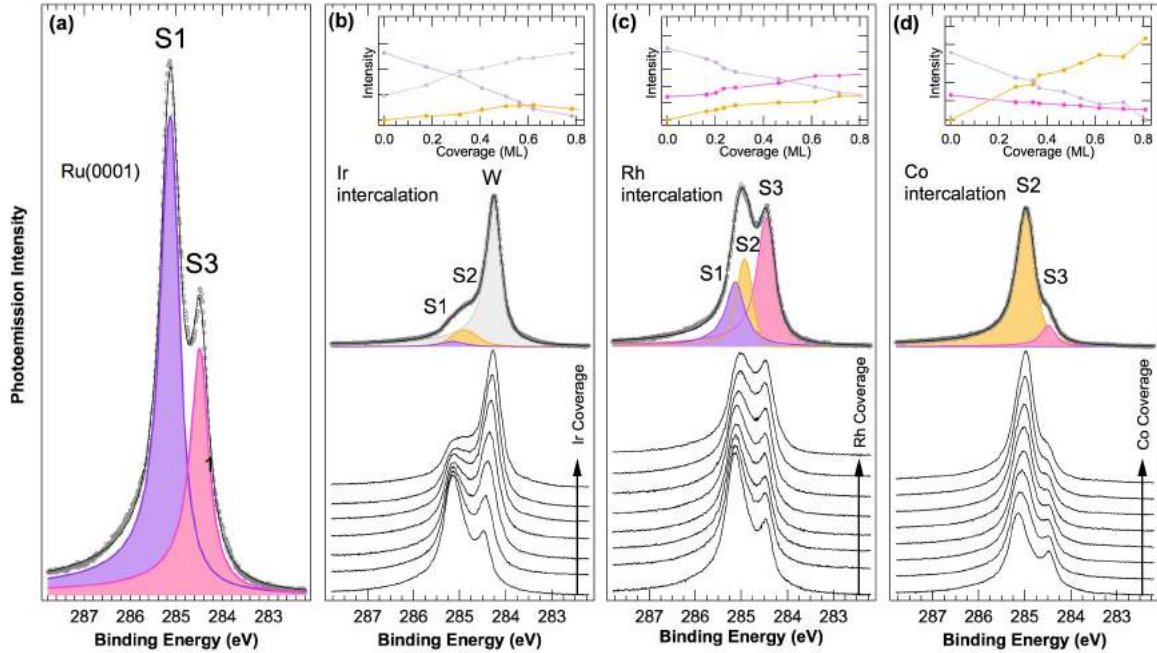 Photoemission Intensity
(a)
S1
Ru(0001)
S3
1
287 286 285 284 283
Binding Energy (eV)
(b)
Intensity
0.0 0.2 0.4 0.6 0.8
Coverage (ML)
Ir
intercalation
W
S2
S1
Ir Coverage
287 286 285 284 283
Binding Energy (eV)
(c)
Intensity
0.0 0.2 0.4 0.6 0.8
Coverage (ML)
Rh
intercalation
S3
S2
S1
Rh Coverage
287 286 285 284 283
Binding Energy (eV)
(d)
Intensity
0.0 0.2 0.4 0.6 0.8
Coverage (ML)
Co
intercalation
S2
S3
Co Coverage
287 286 285 284 283
Binding Energy (eV)